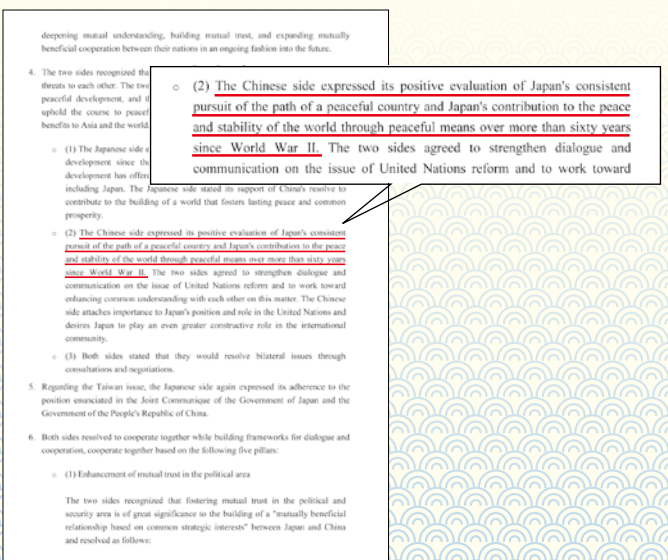 deepening mutual understanding, building mutual trust, and expanding mutually
beneficial cooperation between their nations in an ongoing fashion into the future.
4. The two sides recognized tha
threats to each other. The two
peaceful development, and t
uphold the course to peacef
benefits to Asia and the world.
(1) The Japanese side e
development since th
development has offere
including Japan. The Japanese side stated its support of China's resolve to
contribute to the building of a world that fosters lasting peace and common
prosperity.
(2) The Chinese side expressed its positive evaluation of Japan's consistent
pursuit of the path of a peaceful country and Japan's contribution to the peace
and stability of the world through peaceful means over more than sixty years
since World War II. The two sides agreed to strengthen dialogue and
communication on the issue of United Nations reform and to work toward
enhancing common understanding with each other on this matter. The Chinese
side attaches importance to Japan's position and role in the United Nations and
desires Japan to play an even greater constructive role in the international
community.
(3) Both sides stated that they would resolve bilateral issues through
consultations and negotiations.
5. Regarding the Taiwan issue, the Japanese side again expressed its adherence to the
position enunciated in the Joint Communique of the Government of Japan and the
Government of the People's Republic of China.
6. Both sides resolved to cooperate together while building frameworks for dialogue and
cooperation, cooperate together based on the following five pillars:
(1) Enhancement of mutual trust in the political area
The two sides recognized that fostering mutual trust in the political and
security area is of great significance to the building of a "mutually beneficial
relationship based on common strategic interests" between Japan and China
and resolved as follows:
(2) The Chinese side expressed its positive evaluation of Japan's consistent
pursuit of the path of a peaceful country and Japan's contribution to the peace
and stability of the world through peaceful means over more than sixty years
since World War II. The two sides agreed to strengthen dialogue and
communication on the issue of United Nations reform and to work toward